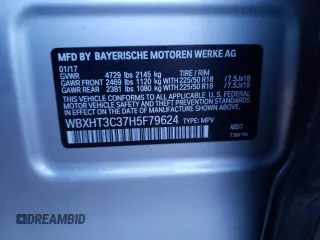 MFD BY BAYERISCHE MOTOREN WERKE AG
01/17
GVWR 4729 lbs 2145 kg TIRE / RIM
GAWR FRONT 2469 lbs 1120 kg 225/50 R18 / 7.5Jx18
GAWR REAR 2381 lbs 1080 kg 225/50 R18 / 7.5Jx18
THIS VEHICLE CONFORMS TO ALL APPLICABLE
FEDERAL MOTOR VEHICLE SAFETY, BUMPER,
AND THEFT PREVENTION STANDARDS IN EFFECT
ON THE DATE OF MANUFACTURE SHOWN ABOVE.
WBXHT3C37H5F79624 TYPE: MPV
DREAMBID